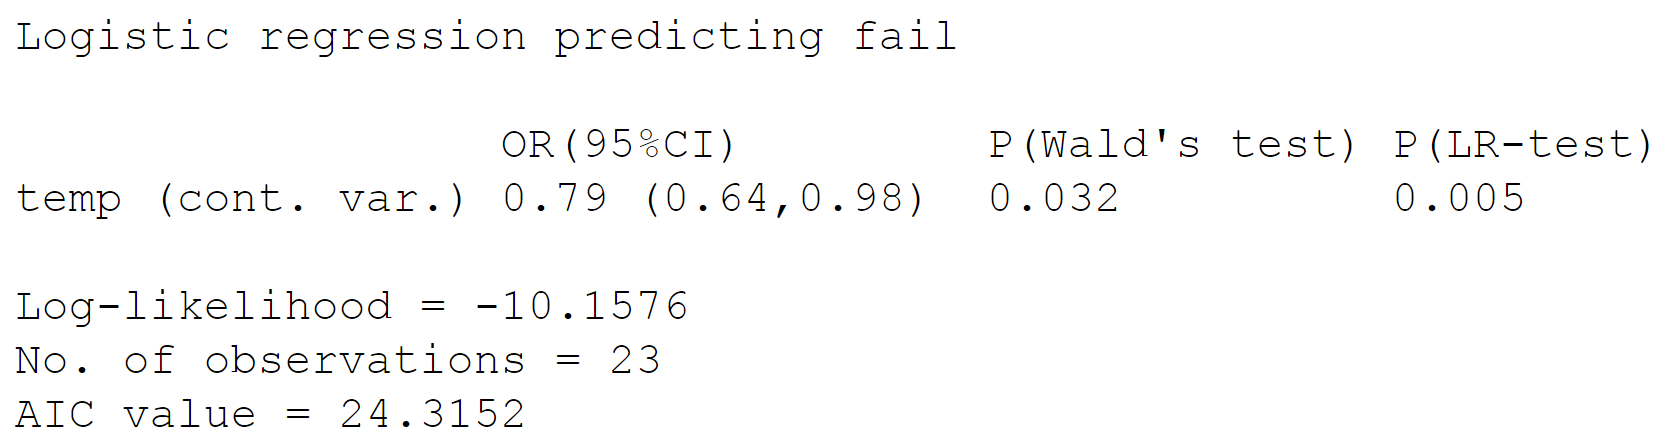 Logistic regression predicting fail
OR(95%CI) P(Wald's test) P(LR-test)
temp (cont. var.) 0.79 (0.64,0.98) 0.032 0.005
Log-likelihood = -10.1576
No. of observations = 23
AIC value = 24.3152